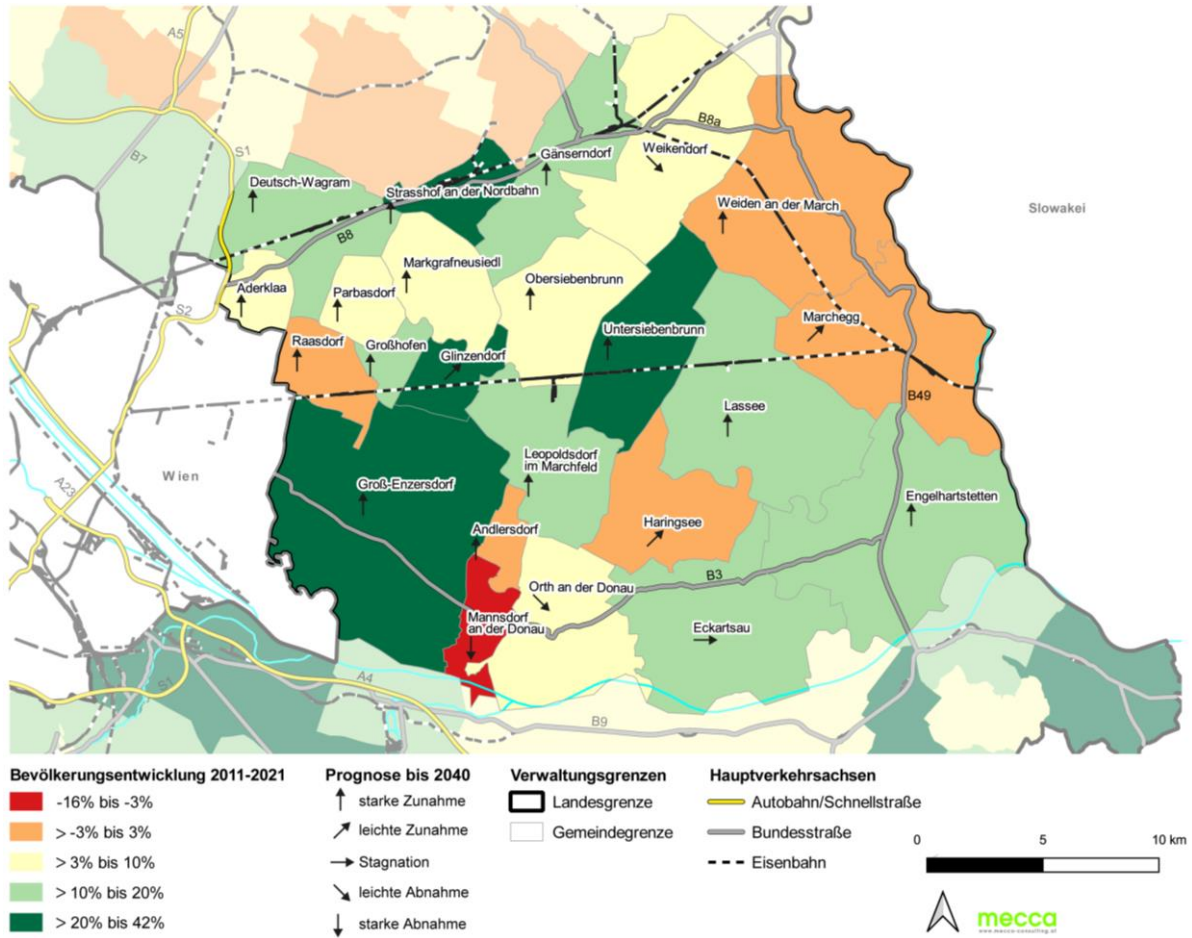 A5
B7
S1
B8a
Weikendorf
Gänserndorf
Deutsch-Wagram
Strasshof an der Nordbahn
B8
Weiden an der March
Slowakei
Markgrafneusiedl
Obersiebenbrunn
Aderklaa
Parbasdorf
S2
Marchegg
Untersiebenbrunn
Raasdorf
Großhofen
Glinzendorf
B49
Lassee
Wien
A23
Groß-Enzersdorf
Leopoldsdorf
im Marchfeld
Engelhartstetten
Haringsee
Andlersdorf
B3
Orth an der Donau
Mannsdorf
an der Donau
Eckartsau
S1
A4
B9
Bevölkerungsentwicklung 2011-2021
-16% bis -3%
> -3% bis 3%
> 3% bis 10%
> 10% bis 20%
> 20% bis 42%
Prognose bis 2040
starke Zunahme
leichte Zunahme
Stagnation
leichte Abnahme
starke Abnahme
Verwaltungsgrenzen
Landesgrenze
Gemeindegrenze
Hauptverkehrsachsen
Autobahn/Schnellstraße
Bundesstraße
Eisenbahn
0 5 10 km
mecca
www.mecca-consulting.at